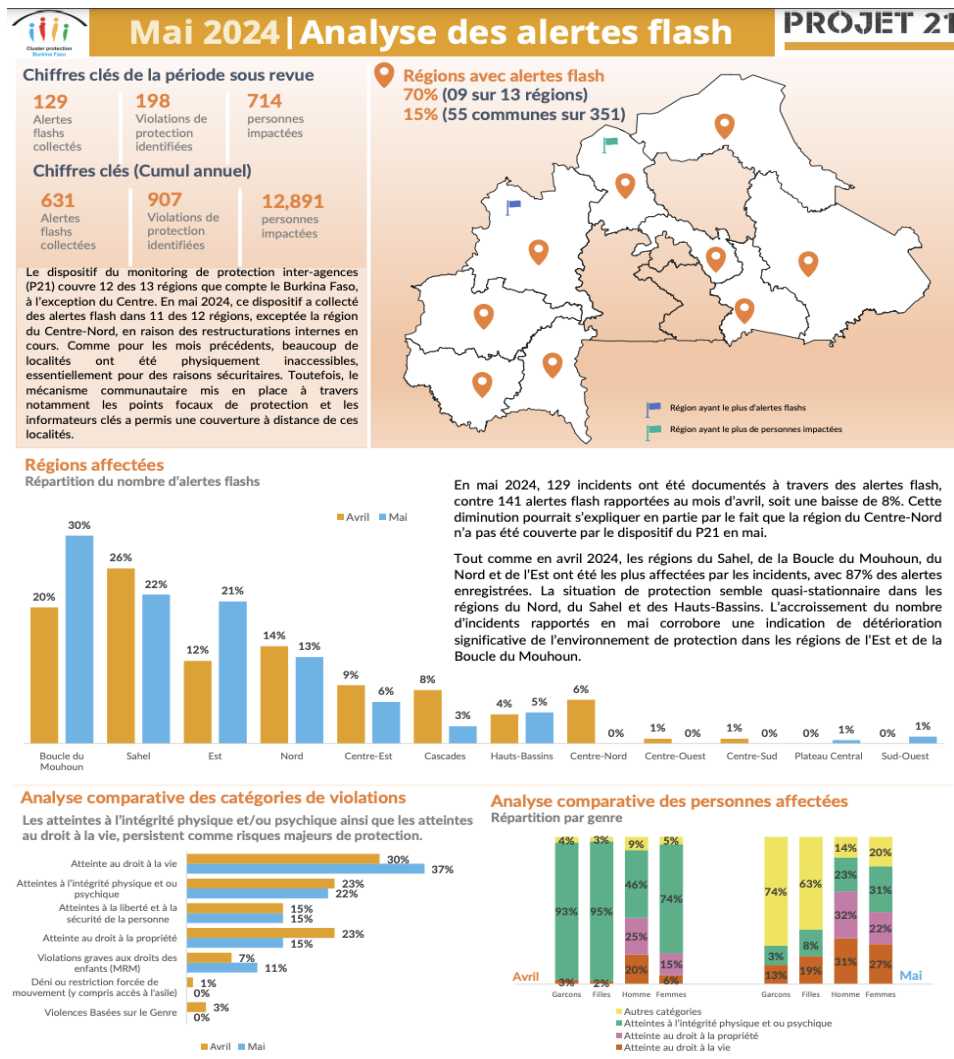 Cluster protection
Burkina Faso
Mai 2024|Analyse des alertes flash
PROJET 21
Chiffres clés de la période sous revue
129
Alertes
flashs
collectés
198
Violations de
protection
identifiées
714
personnes
impactées
Chiffres clés (Cumul annuel)
631
Alertes
flashs
collectées
907
Violations de
protection
identifiées
12,891
personnes
impactées
Le dispositif du monitoring de protection inter-agences
(P21) couvre 12 des 13 régions que compte le Burkina Faso,
à l'exception du Centre. En mai 2024, ce dispositif a collecté
des alertes flash dans 11 des 12 régions, exceptée la région
du Centre-Nord, en raison des restructurations internes en
cours. Comme pour les mois précédents, beaucoup de
localités ont été physiquement inaccessibles,
essentiellement pour des raisons sécuritaires. Toutefois, le
mécanisme communautaire mis en place à travers
notamment les points focaux de protection et les
informateurs clés a permis une couverture à distance de ces
localités.
Régions avec alertes flash
70% (09 sur 13 régions)
15% (55 communes sur 351)
Région ayant le plus d'alertes flashs
Région ayant le plus de personnes impactées
Régions affectées
Répartition du nombre d'alertes flashs
Avril Mai
20% 30%
26% 22%
12% 21%
14% 13%
9% 6%
8% 3%
4% 5%
6% 0%
1% 0%
1% 0%
0% 1%
0% 1%
Boucle du
Mouhoun
Sahel
Est
Nord
Centre-Est
Cascades
Hauts-Bassins
Centre-Nord
Centre-Ouest
Centre-Sud
Plateau Central
Sud-Ouest
En mai 2024, 129 incidents ont été documentés à travers des alertes flash,
contre 141 alertes flash rapportées au mois d'avril, soit une baisse de 8%. Cette
diminution pourrait s'expliquer en partie par le fait que la région du Centre-Nord
n'a pas été couverte par le dispositif du P21 en mai.
Tout comme en avril 2024, les régions du Sahel, de la Boucle du Mouhoun, du
Nord et de l'Est ont été les plus affectées par les incidents, avec 87% des alertes
enregistrées. La situation de protection semble quasi-stationnaire dans les
régions du Nord, du Sahel et des Hauts-Bassins. L'accroissement du nombre
d'incidents rapportés en mai corrobore une indication de détérioration
significative de l'environnement de protection dans les régions de l'Est et de la
Boucle du Mouhoun.
Analyse comparative des catégories de violations
Les atteintes à l'intégrité physique et/ou psychique ainsi que les atteintes
au droit à la vie, persistent comme risques majeurs de protection.
Atteinte au droit à la vie
30%
37%
Atteintes à l'intégrité physique et ou
psychique
23%
22%
Atteintes à la liberté et à la
sécurité de la personne
15%
15%
Atteinte au droit à la propriété
23%
15%
Violations graves aux droits des
enfants (MRM)
7%
11%
Déni ou restriction forcée de
mouvement (y compris accès à l'asile)
1%
0%
Violences Basées sur le Genre
3%
0%
Avril Mai
Analyse comparative des personnes affectées
Répartition par genre
4% 3% 9% 5%
93% 95% 46% 74%
25% 15%
3% 2% 20% 6%
Avril
Garcons Filles Homme Femmes
74% 63% 14% 20%
3% 8% 23% 31%
32% 22%
13% 19% 31% 27%
Mai
Garcons Filles Homme Femmes
Autres catégories
Atteintes à l'intégrité physique et ou psychique
Atteinte au droit à la propriété
Atteinte au droit à la vie